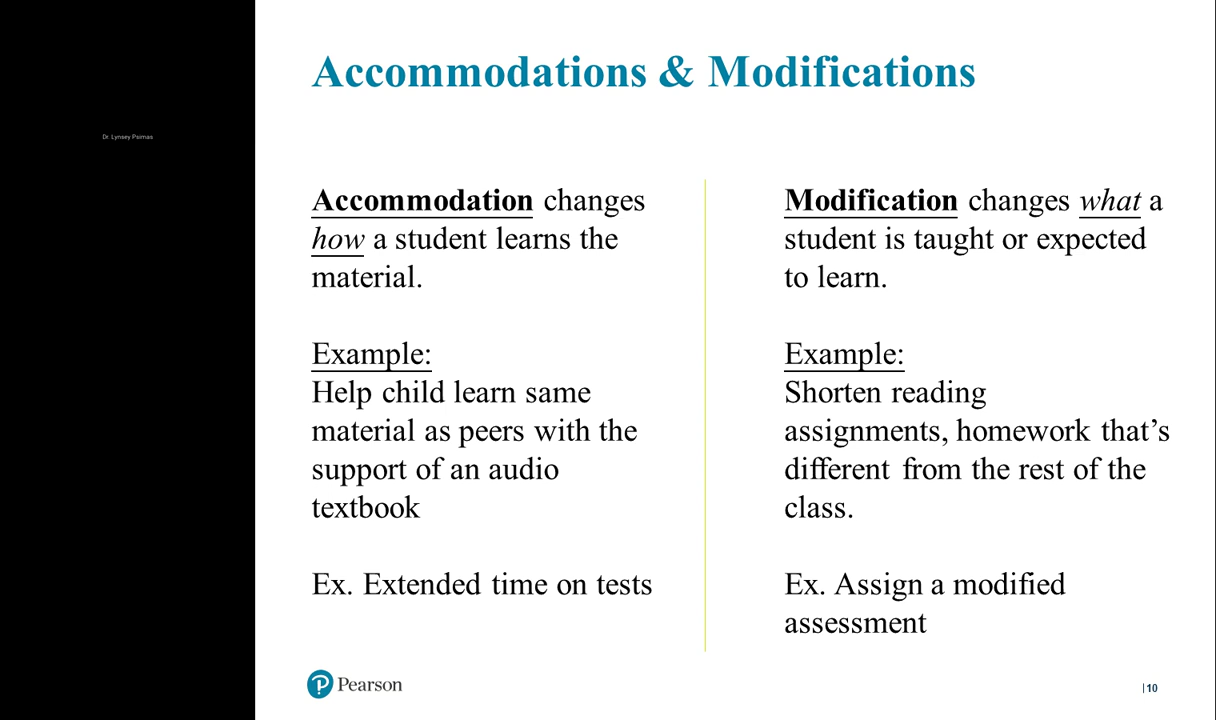 Accommodations & Modifications
Dr. Lynsey Psimas
Accommodation changes
how a student learns the
material.
Example:
Help child learn same
material as peers with the
support of an audio
textbook
Ex. Extended time on tests
Modification changes what a
student is taught or expected
to learn.
Example:
Shorten reading
assignments, homework that’s
different from the rest of the
class.
Ex. Assign a modified
assessment
Pearson
| 10